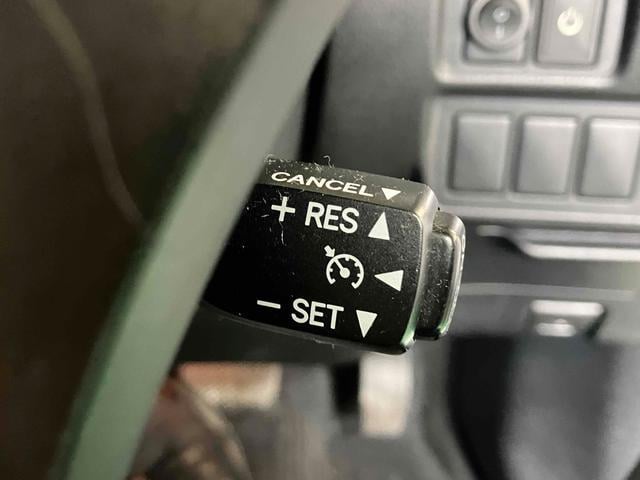 CANCEL ▼
+ RES ▲
◀
− SET ▼